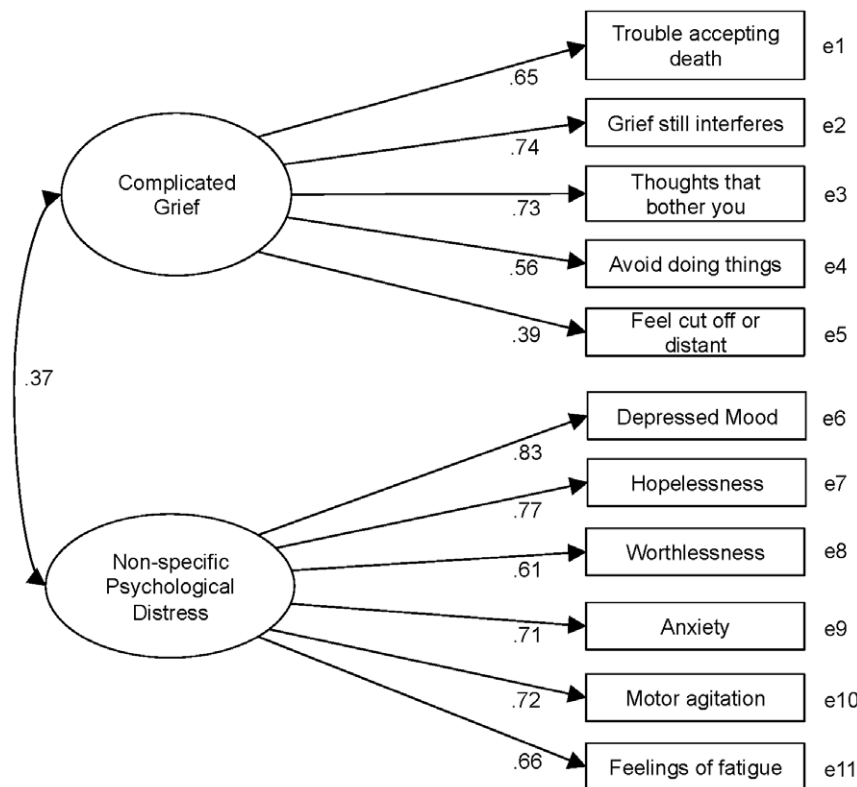 Trouble accepting
death
e1
.65
Grief still interferes
e2
.74
Complicated
Grief
Thoughts that
bother you
e3
.73
Avoid doing things
e4
.56
Feel cut off or
distant
e5
.39
.37
Depressed Mood
e6
.83
Hopelessness
e7
.77
Non-specific
Psychological
Distress
Worthlessness
e8
.61
Anxiety
e9
.71
Motor agitation
e10
.72
Feelings of fatigue
e11
.66